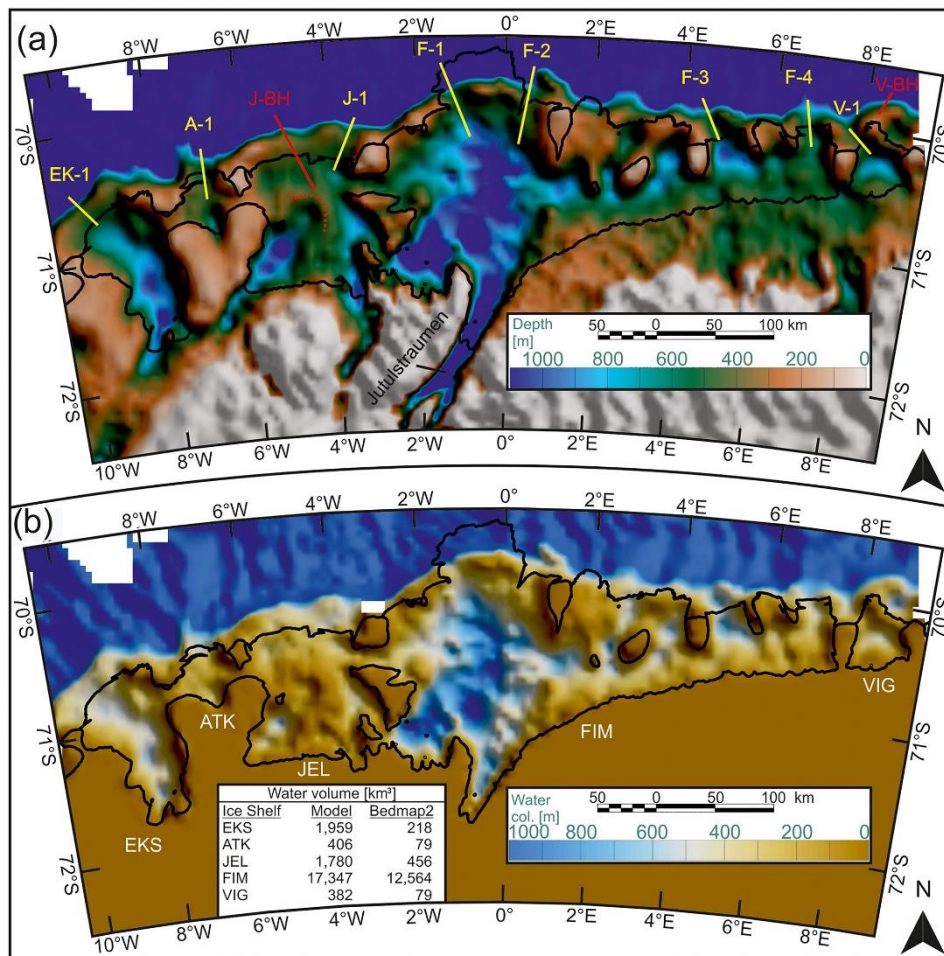 (a)
8°W
6°W
4°W
2°W
0°
2°E
4°E
6°E
8°E
F-1
F-2
F-3
F-4
V-BH
V-1
A-1
J-BH
J-1
EK-1
70°S
70°S
71°S
71°S
72°S
72°S
Jutulstraumen
Depth
[m]
50 0 50 100 km
1000 800 600 400 200 0
10°W
8°W
6°W
4°W
2°W
0°
2°E
4°E
6°E
8°E
N
(b)
8°W
6°W
4°W
2°W
0°
2°E
4°E
6°E
8°E
70°S
70°S
71°S
71°S
72°S
72°S
ATK
JEL
EKS
FIM
VIG
Water volume [km³]
Ice Shelf Model Bedmap2
EKS 1,959 218
ATK 406 79
JEL 1,780 456
FIM 17,347 12,564
VIG 382 79
Water
col. [m]
50 0 50 100 km
1000 800 600 400 200 0
10°W
8°W
6°W
4°W
2°W
0°
2°E
4°E
6°E
8°E
N